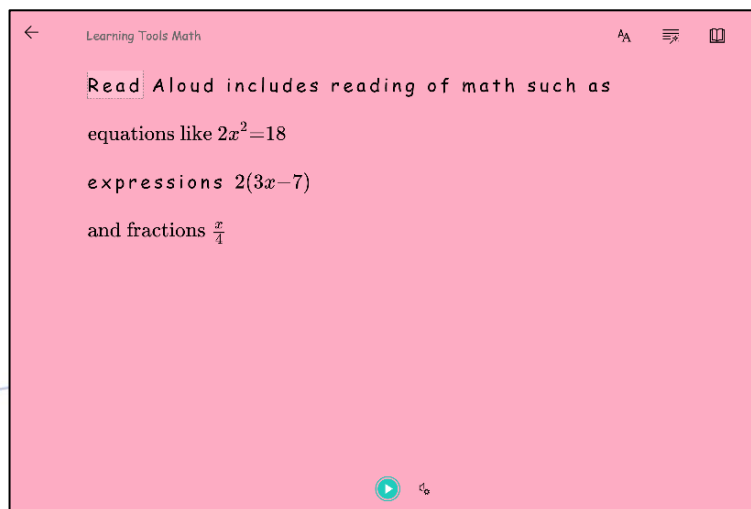 Learning Tools Math
Read Aloud includes reading of math such as
equations like 2x²=18
expressions 2(3x−7)
and fractions x/4